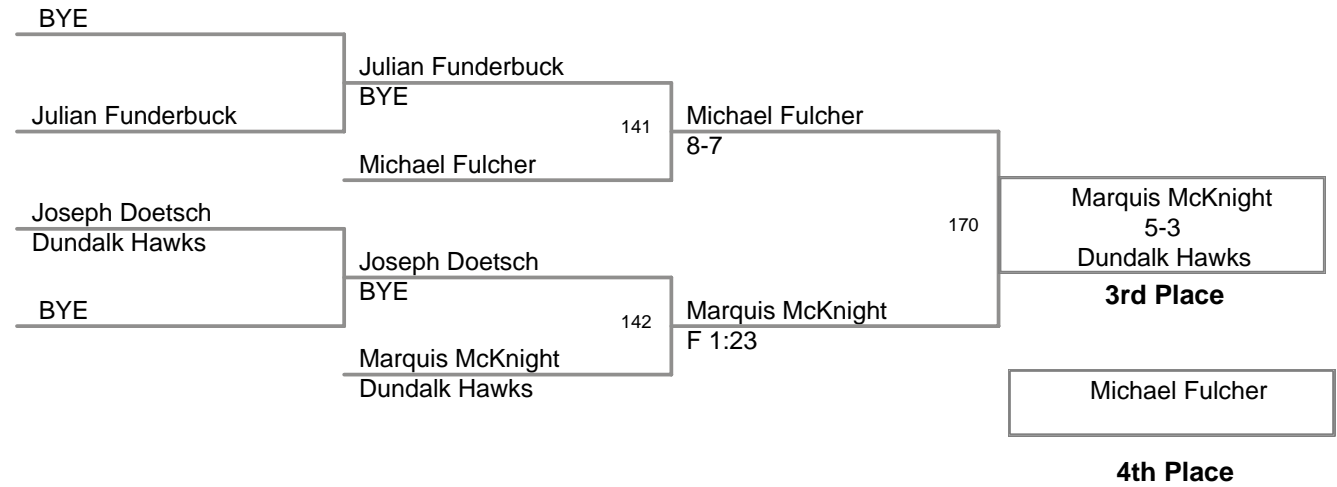 BYE
Julian Funderbuck
BYE
Julian Funderbuck
141
Michael Fulcher
8-7
Michael Fulcher
Joseph Doetsch
Dundalk Hawks
170
Marquis McKnight
5-3
Dundalk Hawks
3rd Place
Joseph Doetsch
BYE
BYE
142
Marquis McKnight
F 1:23
Marquis McKnight
Dundalk Hawks
Michael Fulcher
4th Place